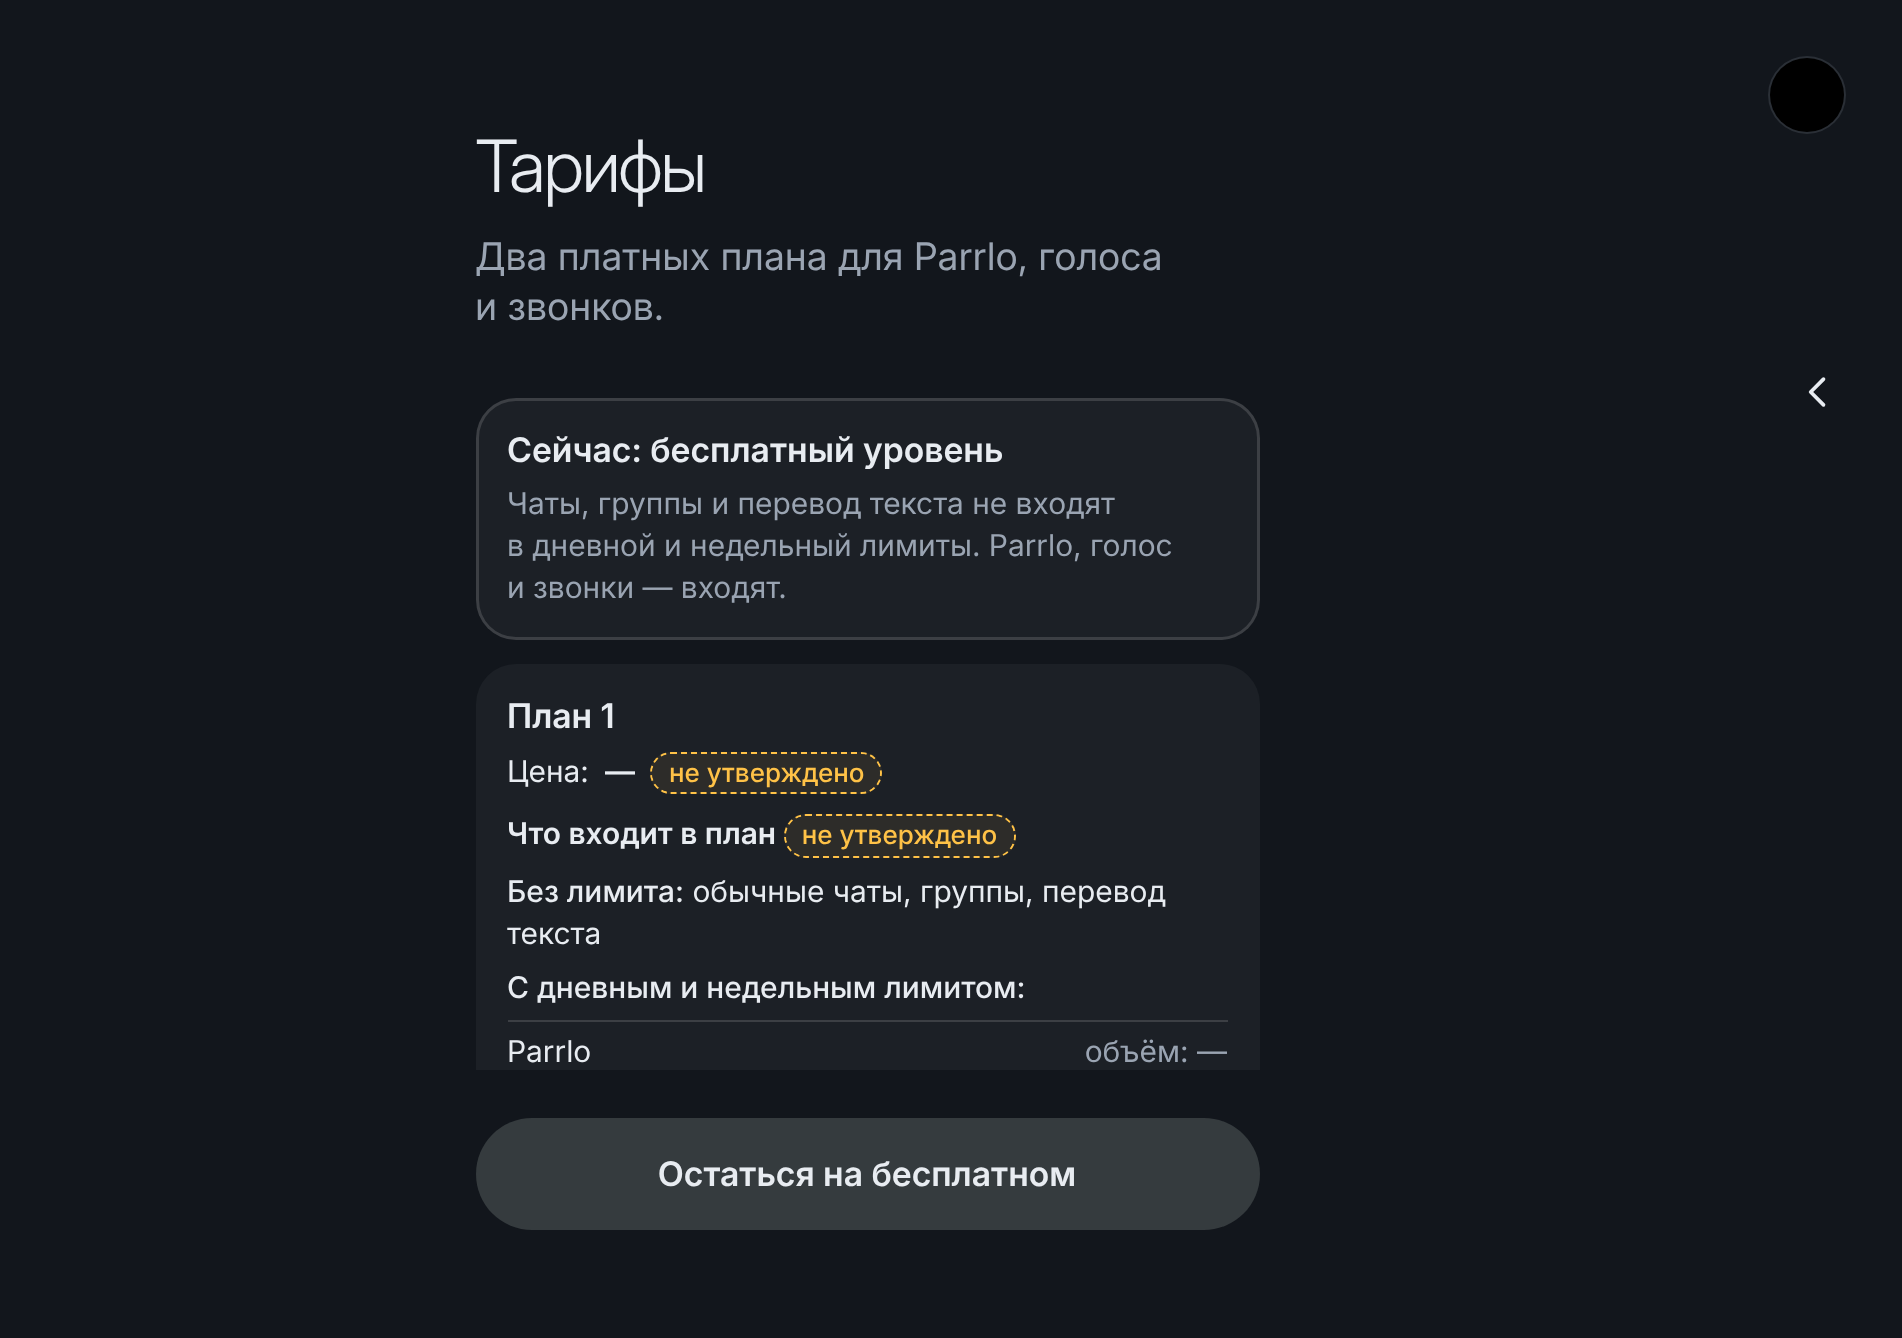 Тарифы
Два платных плана для Parrlo, голоса
и звонков.
Сейчас: бесплатный уровень
Чаты, группы и перевод текста не входят
в дневной и недельный лимиты. Parrlo, голос
и звонки — входят.
План 1
Цена: — не утверждено
Что входит в план не утверждено
Без лимита: обычные чаты, группы, перевод
текста
С дневным и недельным лимитом:
Parrlo объём: —
Остаться на бесплатном